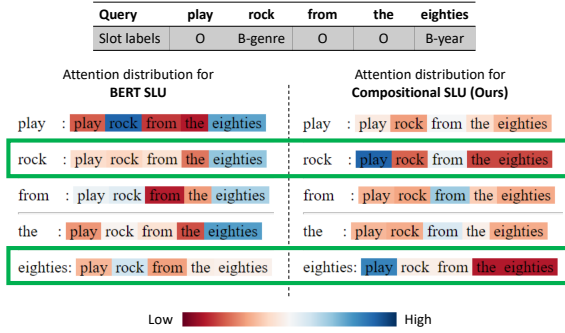 Query play rock from the eighties
Slot labels O B-genre O O B-year
Attention distribution for
BERT SLU
play : play rock from the eighties
rock : play rock from the eighties
from : play rock from the eighties
the : play rock from the eighties
eighties: play rock from the eighties
Attention distribution for
Compositional SLU (Ours)
play : play rock from the eighties
rock : play rock from the eighties
from : play rock from the eighties
the : play rock from the eighties
eighties: play rock from the eighties
Low High